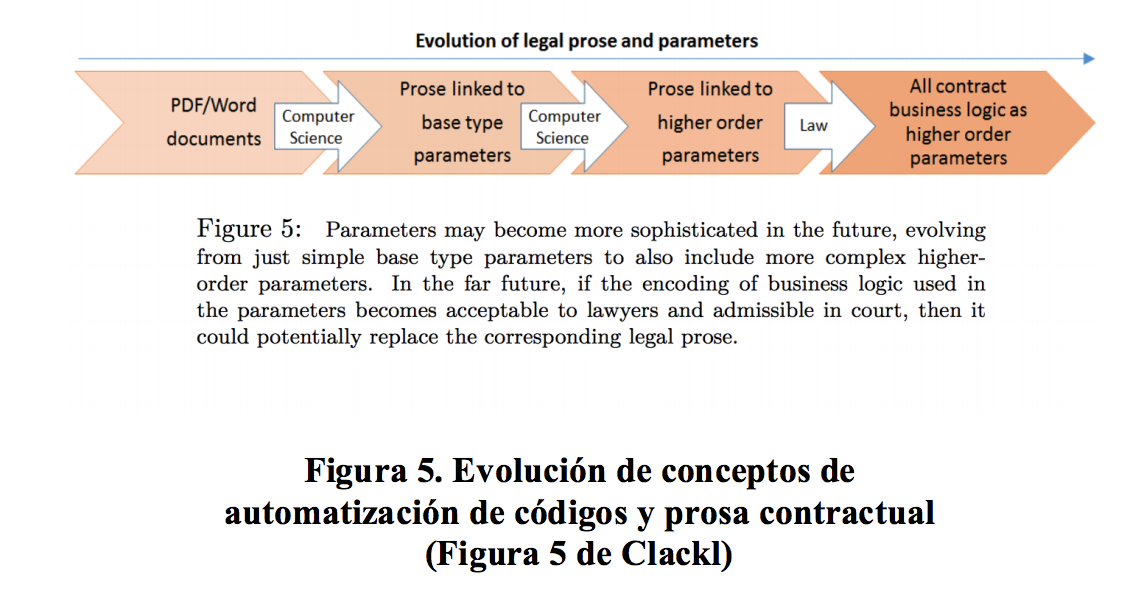 Evolution of legal prose and parameters
PDF/Word
documents
Computer
Science
Prose linked to
base type
parameters
Computer
Science
Prose linked to
higher order
parameters
Law
All contract
business logic as
higher order
parameters
Figure 5: Parameters may become more sophisticated in the future, evolving
from just simple base type parameters to also include more complex higher-
order parameters. In the far future, if the encoding of business logic used in
the parameters becomes acceptable to lawyers and admissible in court, then it
could potentially replace the corresponding legal prose.
Figura 5. Evolución de conceptos de
automatización de códigos y prosa contractual
(Figura 5 de Clackl)